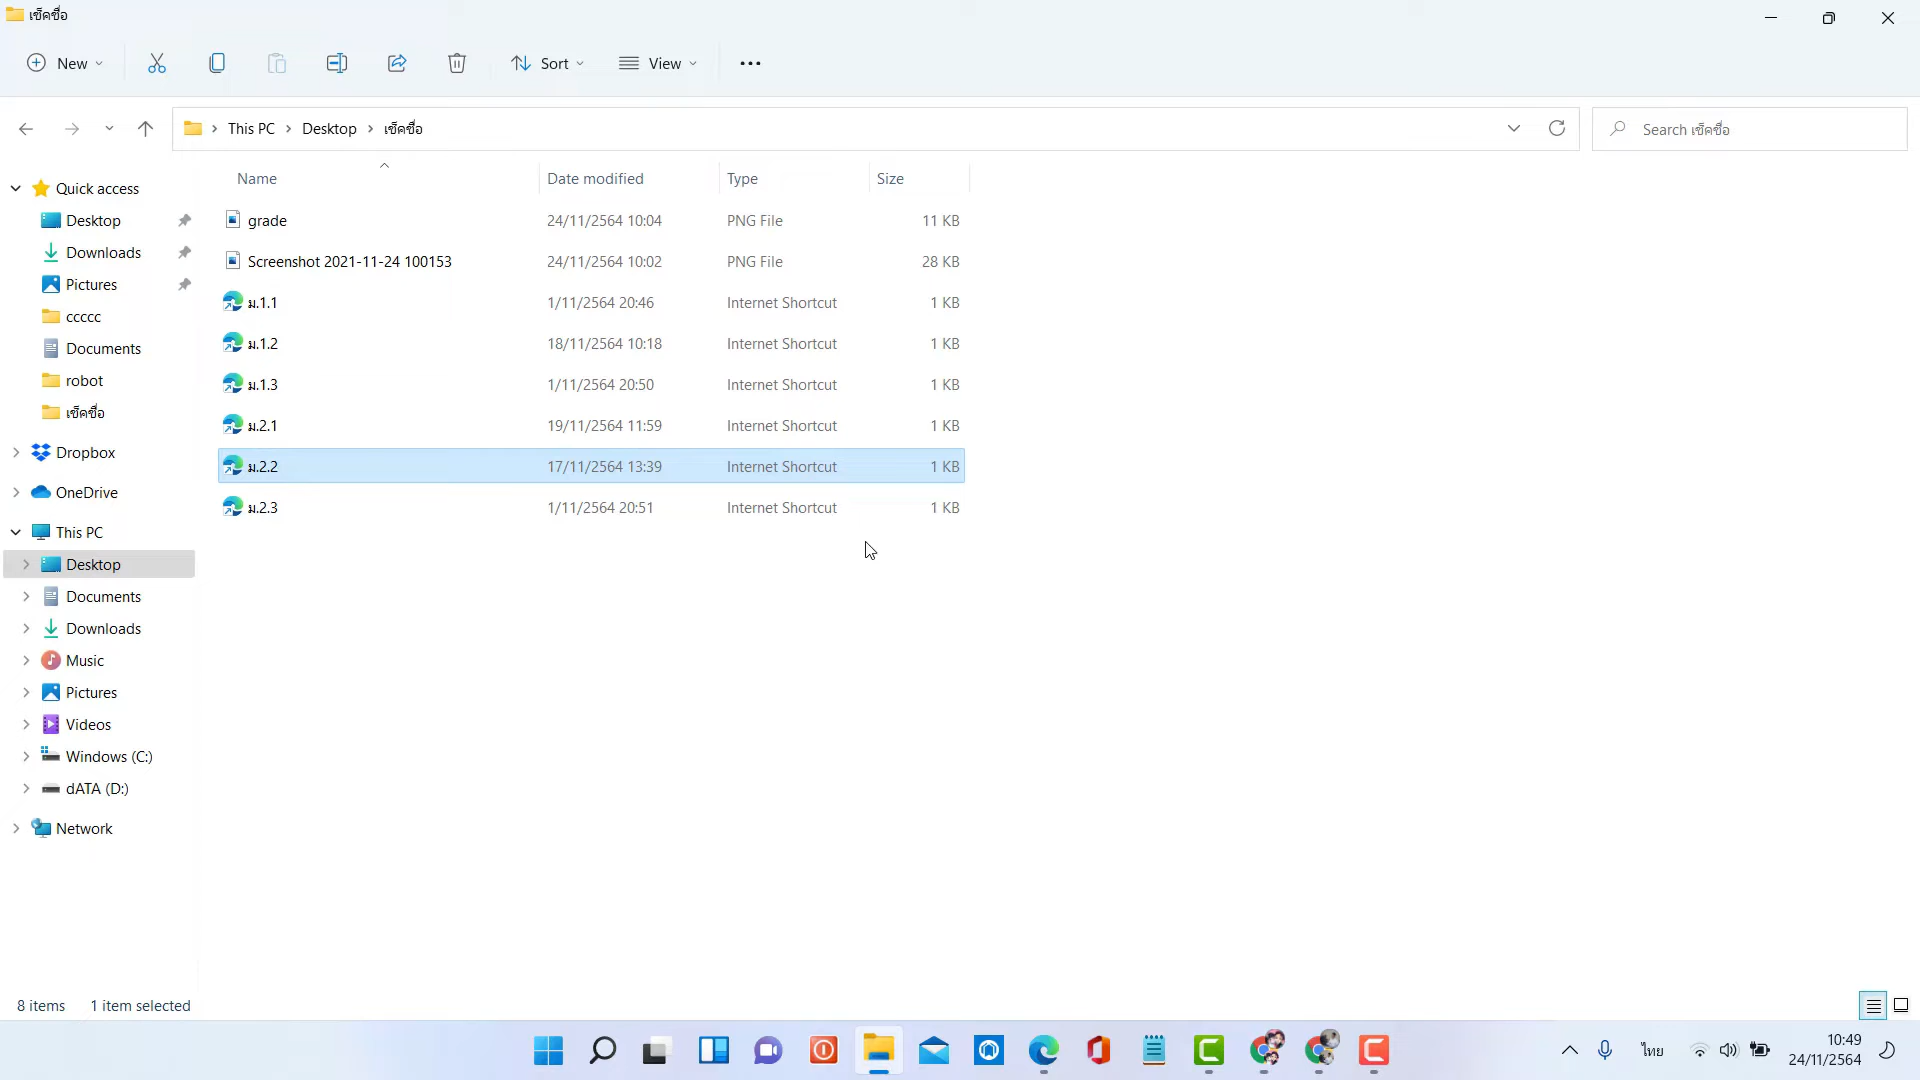 เช็คชื่อ
New
Sort
View
This PC
Desktop
เช็คชื่อ
Search เช็คชื่อ
Name
Date modified
Type
Size
Quick access
Desktop
Downloads
Pictures
ccccc
Documents
robot
เช็คชื่อ
Dropbox
OneDrive
This PC
Desktop
Documents
Downloads
Music
Pictures
Videos
Windows (C:)
dATA (D:)
Network
grade 24/11/2564 10:04 PNG File 11 KB
Screenshot 2021-11-24 100153 24/11/2564 10:02 PNG File 28 KB
ม.1.1 1/11/2564 20:46 Internet Shortcut 1 KB
ม.1.2 18/11/2564 10:18 Internet Shortcut 1 KB
ม.1.3 1/11/2564 20:50 Internet Shortcut 1 KB
ม.2.1 19/11/2564 11:59 Internet Shortcut 1 KB
ม.2.2 17/11/2564 13:39 Internet Shortcut 1 KB
ม.2.3 1/11/2564 20:51 Internet Shortcut 1 KB
8 items 1 item selected
ไทย
10:49
24/11/2564